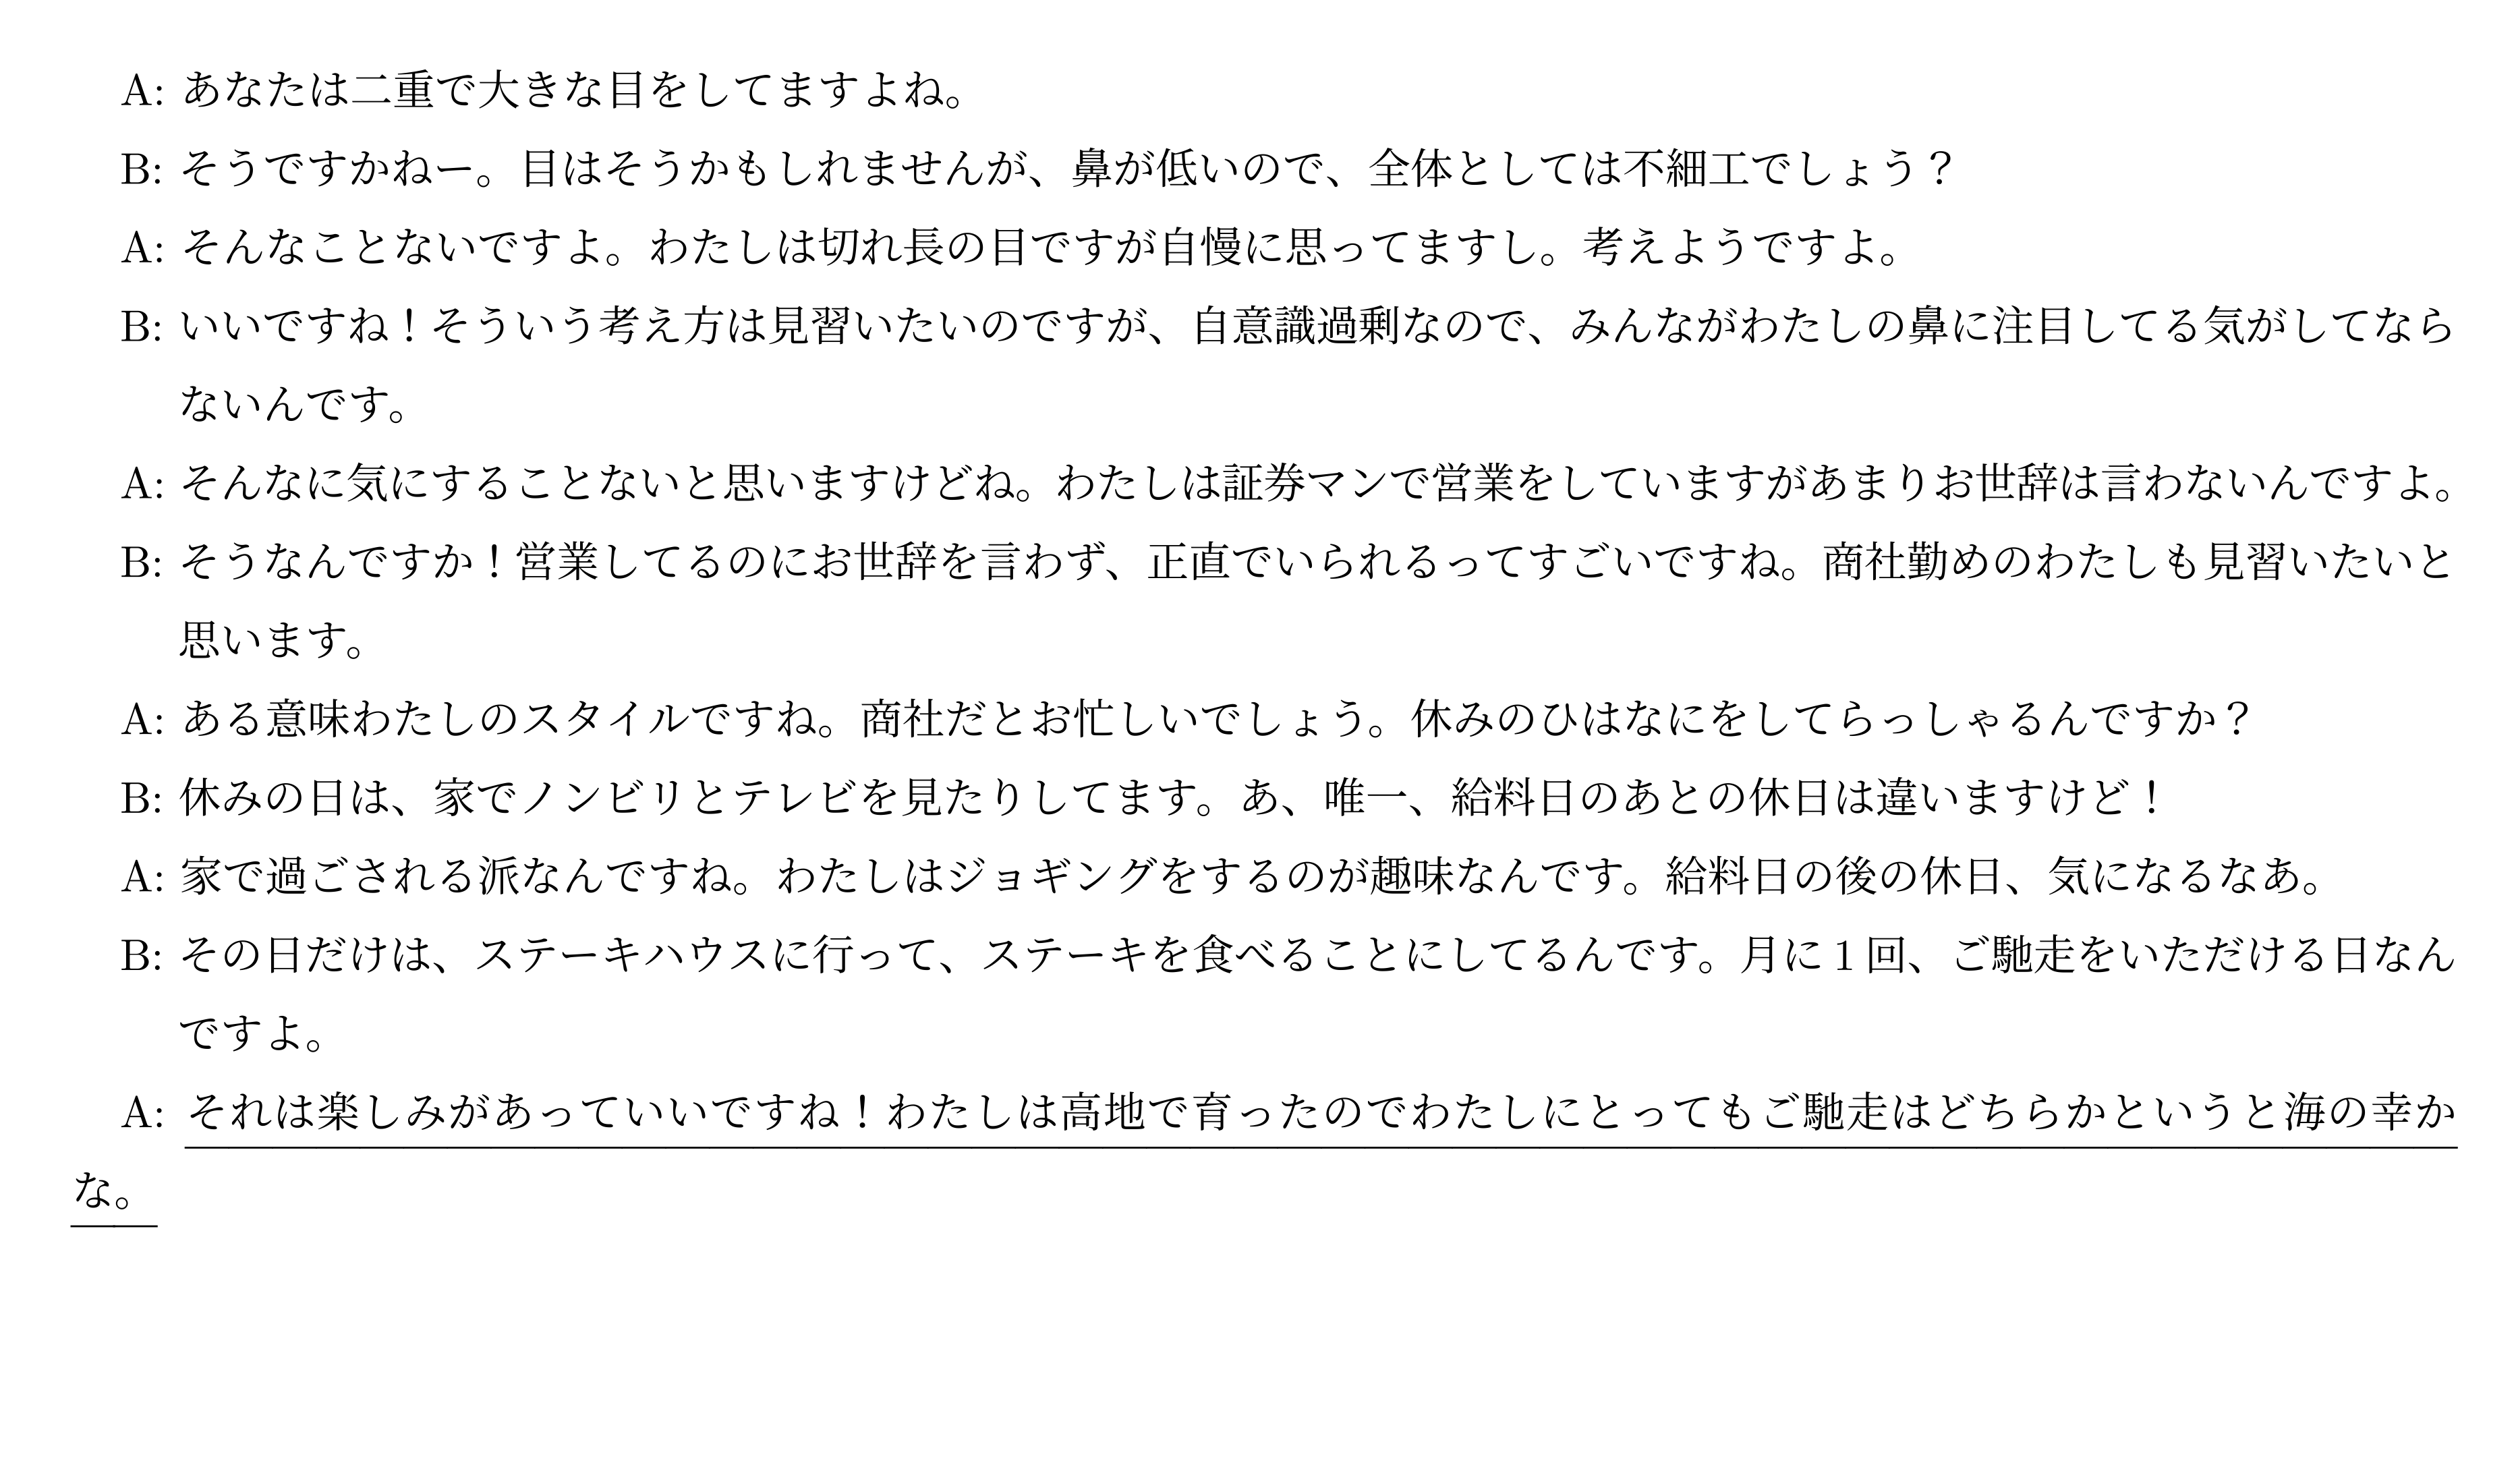 A: あなたは二重で大きな目をしてますよね。
B: そうですかねー。目はそうかもしれませんが、鼻が低いので、全体としては不細工でしょう？
A: そんなことないですよ。わたしは切れ長の目ですが自慢に思ってますし。考えようですよ。
B: いいですね！そういう考え方は見習いたいのですが、自意識過剰なので、みんながわたしの鼻に注目してる気がしてなら
ないんです。
A: そんなに気にすることないと思いますけどね。わたしは証券マンで営業をしていますがあまりお世辞は言わないんですよ。
B: そうなんですか！営業してるのにお世辞を言わず、正直でいられるってすごいですね。商社勤めのわたしも見習いたいと
思います。
A: ある意味わたしのスタイルですね。商社だとお忙しいでしょう。休みのひはなにをしてらっしゃるんですか？
B: 休みの日は、家でノンビリとテレビを見たりしてます。あ、唯一、給料日のあとの休日は違いますけど！
A: 家で過ごされる派なんですね。わたしはジョギングをするのが趣味なんです。給料日の後の休日、気になるなあ。
B: その日だけは、ステーキハウスに行って、ステーキを食べることにしてるんです。月に 1 回、ご馳走をいただける日なん
ですよ。
A: それは楽しみがあっていいですね！わたしは高地で育ったのでわたしにとってもご馳走はどちらかというと海の幸か
な。